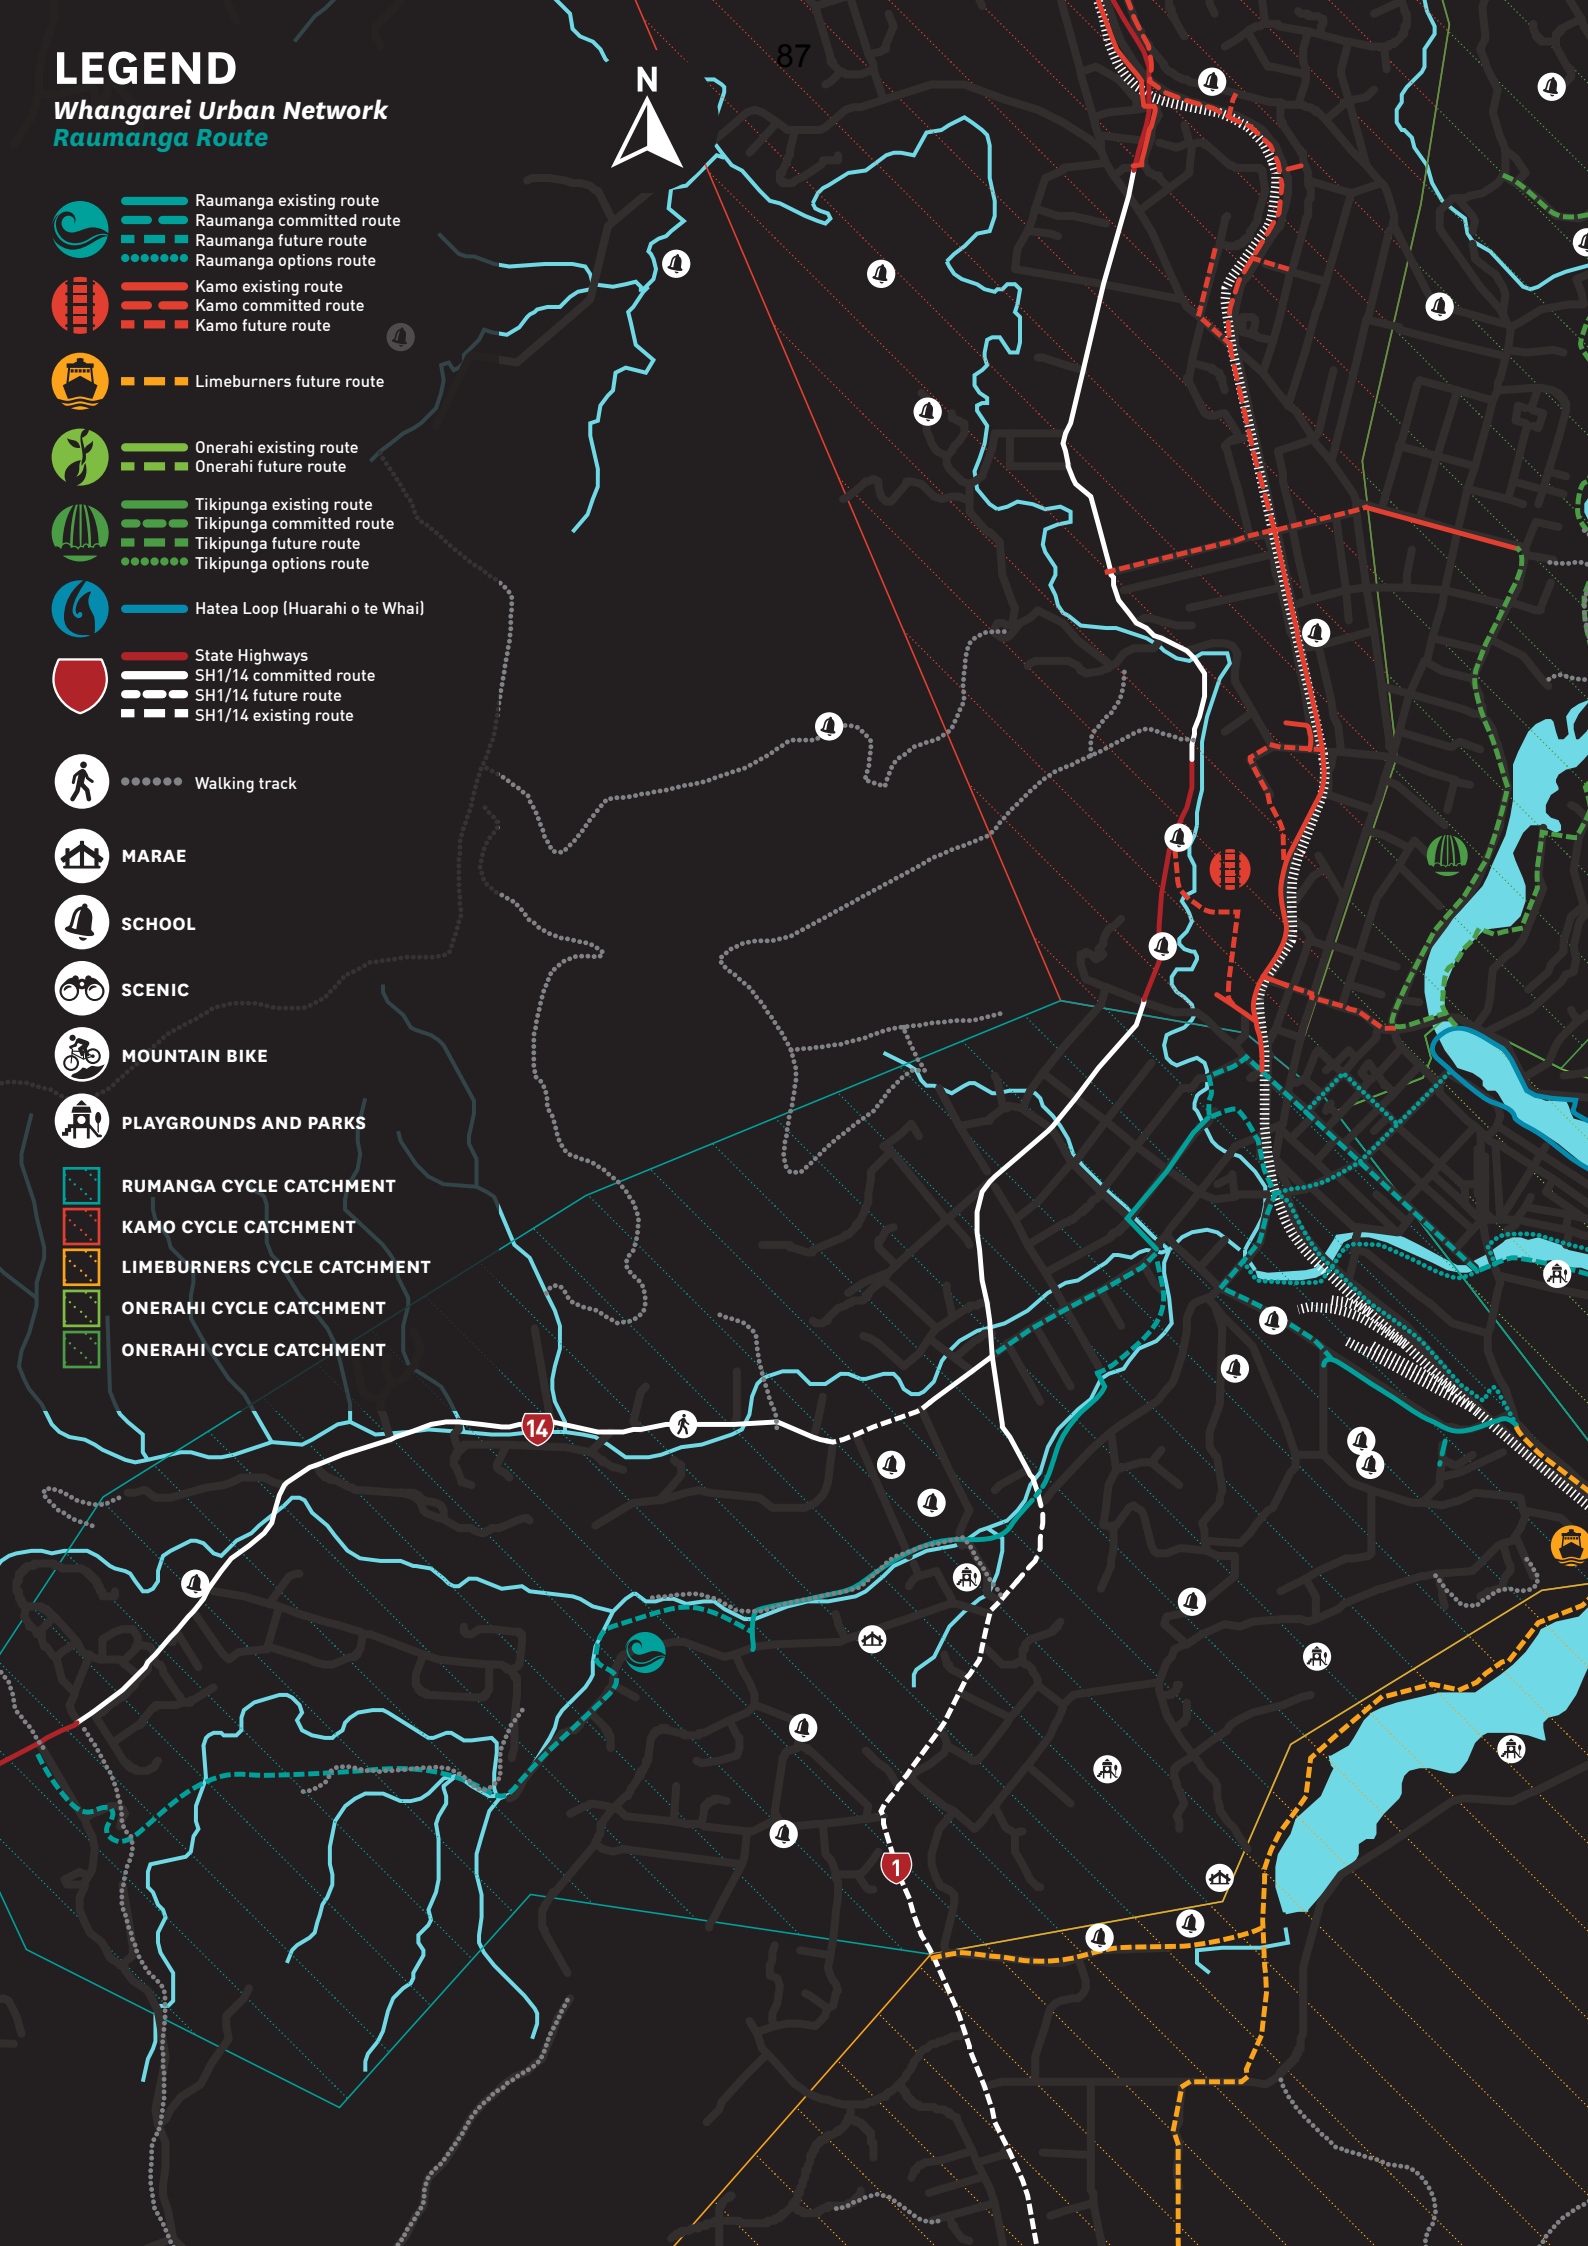 87
LEGEND
Whangarei Urban Network
Raumanga Route
N
Raumanga existing route
Raumanga committed route
Raumanga future route
Raumanga options route
Kamo existing route
Kamo committed route
Kamo future route
Limeburners future route
Onerahi existing route
Onerahi future route
Tikipunga existing route
Tikipunga committed route
Tikipunga future route
Tikipunga options route
Hatea Loop (Huarahi o te Whai)
State Highways
SH1/14 committed route
SH1/14 future route
SH1/14 existing route
Walking track
MARAE
SCHOOL
SCENIC
MOUNTAIN BIKE
PLAYGROUNDS AND PARKS
RUMANGA CYCLE CATCHMENT
KAMO CYCLE CATCHMENT
LIMEBURNERS CYCLE CATCHMENT
ONERAHI CYCLE CATCHMENT
ONERAHI CYCLE CATCHMENT
14
1